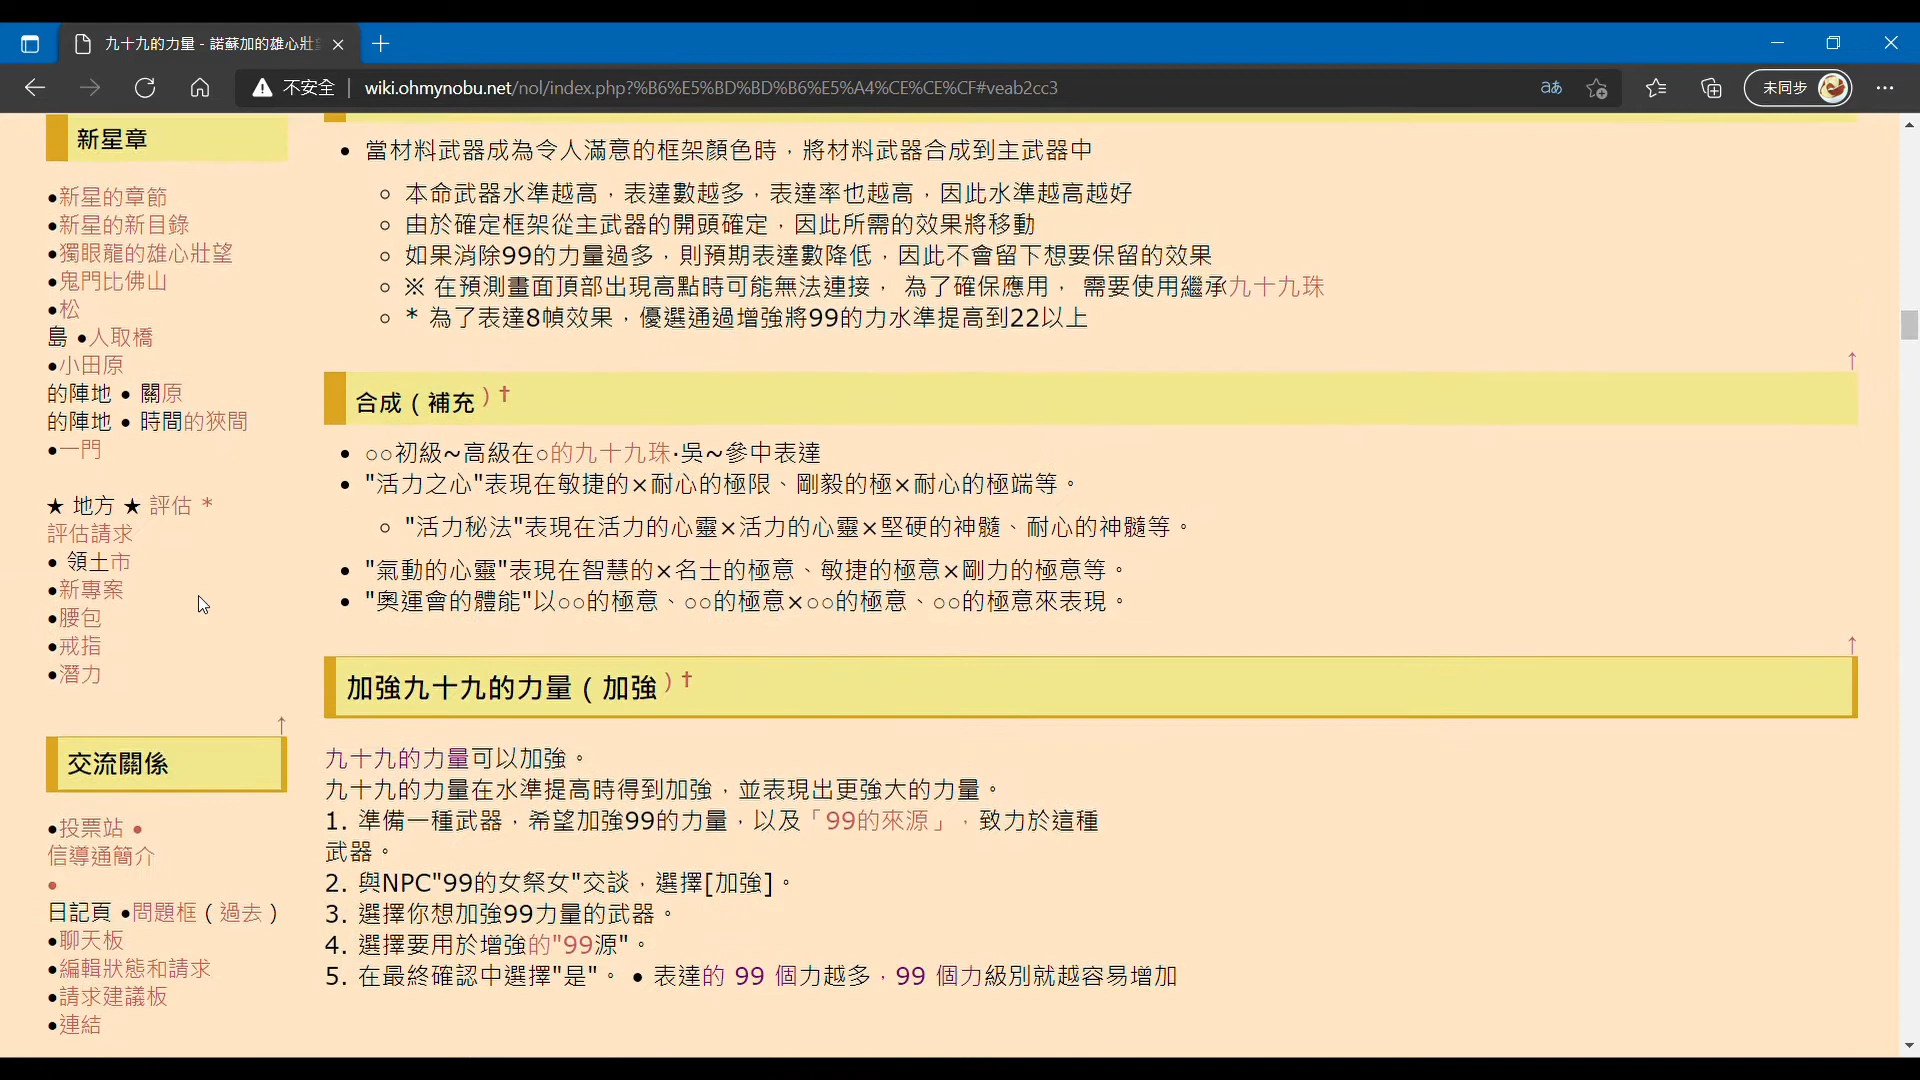 九十九的力量 - 諾蘇加的雄心壯
不安全 wiki.ohmynobu.net/nol/index.php?%B6%E5%BD%BD%B6%E5%A4%CE%CE%CF#veab2cc3 aあ 未同步
新星章
●新星的章節
●新星的新目錄
●獨眼龍的雄心壯望
●鬼門比佛山
●松
島 ●人取橋
●小田原
的陣地 ● 關原
的陣地 ● 時間的狹間
●一門
★ 地方 ★ 評估 *
評估請求
● 領土市
●新專案
●腰包
●戒指
●潛力
↑
交流關係
●投票站 ●
信導通簡介
●
日記頁 ●問題框 ( 過去 )
●聊天板
●編輯狀態和請求
●請求建議板
●連結
• 當材料武器成為令人滿意的框架顏色時，將材料武器合成到主武器中
○ 本命武器水準越高，表達數越多，表達率也越高，因此水準越高越好
○ 由於確定框架從主武器的開頭確定，因此所需的效果將移動
○ 如果消除99的力量過多，則預期表達數降低，因此不會留下想要保留的效果
○ ※ 在預測畫面頂部出現高點時可能無法連接， 為了確保應用， 需要使用繼承九十九珠
○ * 為了表達8幀效果，優選通過增強將99的力水準提高到22以上
↑
合成 ( 補充 ) †
• ○○初級~高級在○的九十九珠·吳~參中表達
• "活力之心"表現在敏捷的×耐心的極限、剛毅的極×耐心的極端等。
○ "活力秘法"表現在活力的心靈×活力的心靈×堅硬的神髓、耐心的神髓等。
• "氣動的心靈"表現在智慧的×名士的極意、敏捷的極意×剛力的極意等。
• "奧運會的體能"以○○的極意、○○的極意×○○的極意、○○的極意來表現。
↑
加強九十九的力量 ( 加強 ) †
九十九的力量可以加強。
九十九的力量在水準提高時得到加強，並表現出更強大的力量。
1. 準備一種武器，希望加強99的力量，以及「99的來源」，致力於這種
武器。
2. 與NPC"99的女祭女"交談，選擇[加強]。
3. 選擇你想加強99力量的武器。
4. 選擇要用於增強的"99源"。
5. 在最終確認中選擇"是"。 ● 表達的 99 個力越多，99 個力級別就越容易增加